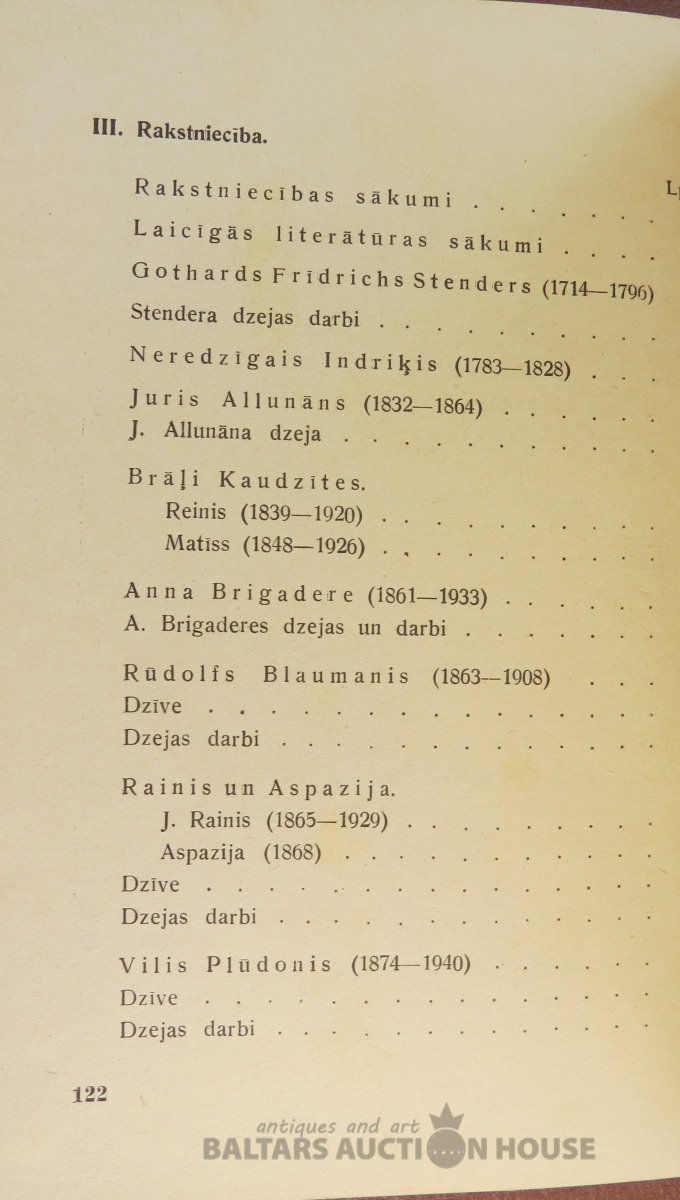 III. Rakstniecība.
Rakstniecības sākumi . . . . . . .
Laicīgās literātūras sākumi . . . .
Gothards Frīdrichs Stenders (1714—1796)
Stendera dzejas darbi . . . . . . . . . .
Neredzīgais Indriķis (1783—1828) . . .
Juris Allunāns (1832—1864) . . . . . .
J. Allunāna dzeja . . . . . . . . . . .
Brāļi Kaudzītes.
Reinis (1839—1920) . . . . . . . . . .
Matīss (1848—1926) . . . . . . . . . .
Anna Brigadere (1861—1933) . . . . . .
A. Brigaderes dzejas un darbi . . . . . . .
Rūdolfs Blaumanis (1863—1908) . . .
Dzīve . . . . . . . . . . . . . . .
Dzejas darbi . . . . . . . . . . . . .
Rainis un Aspazija.
J. Rainis (1865—1929) . . . . . . . . .
Aspazija (1868) . . . . . . . . . . . .
Dzīve . . . . . . . . . . . . . . .
Dzejas darbi . . . . . . . . . . . . .
Vilis Plūdonis (1874—1940) . . . . . .
Dzīve . . . . . . . . . . . . . . .
Dzejas darbi . . . . . . . . . . . . .
122
antiques and art
BALTARS AUCTION HOUSE